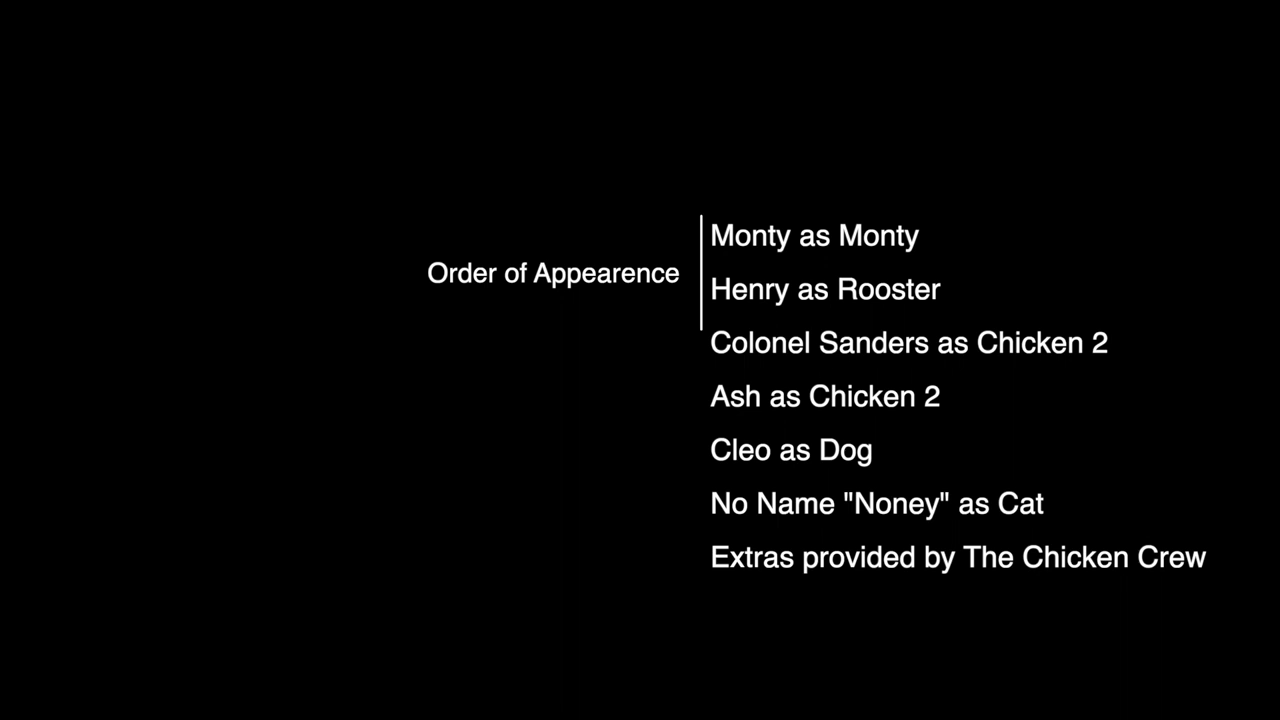 Order of Appearence
Monty as Monty
Henry as Rooster
Colonel Sanders as Chicken 2
Ash as Chicken 2
Cleo as Dog
No Name "Noney" as Cat
Extras provided by The Chicken Crew